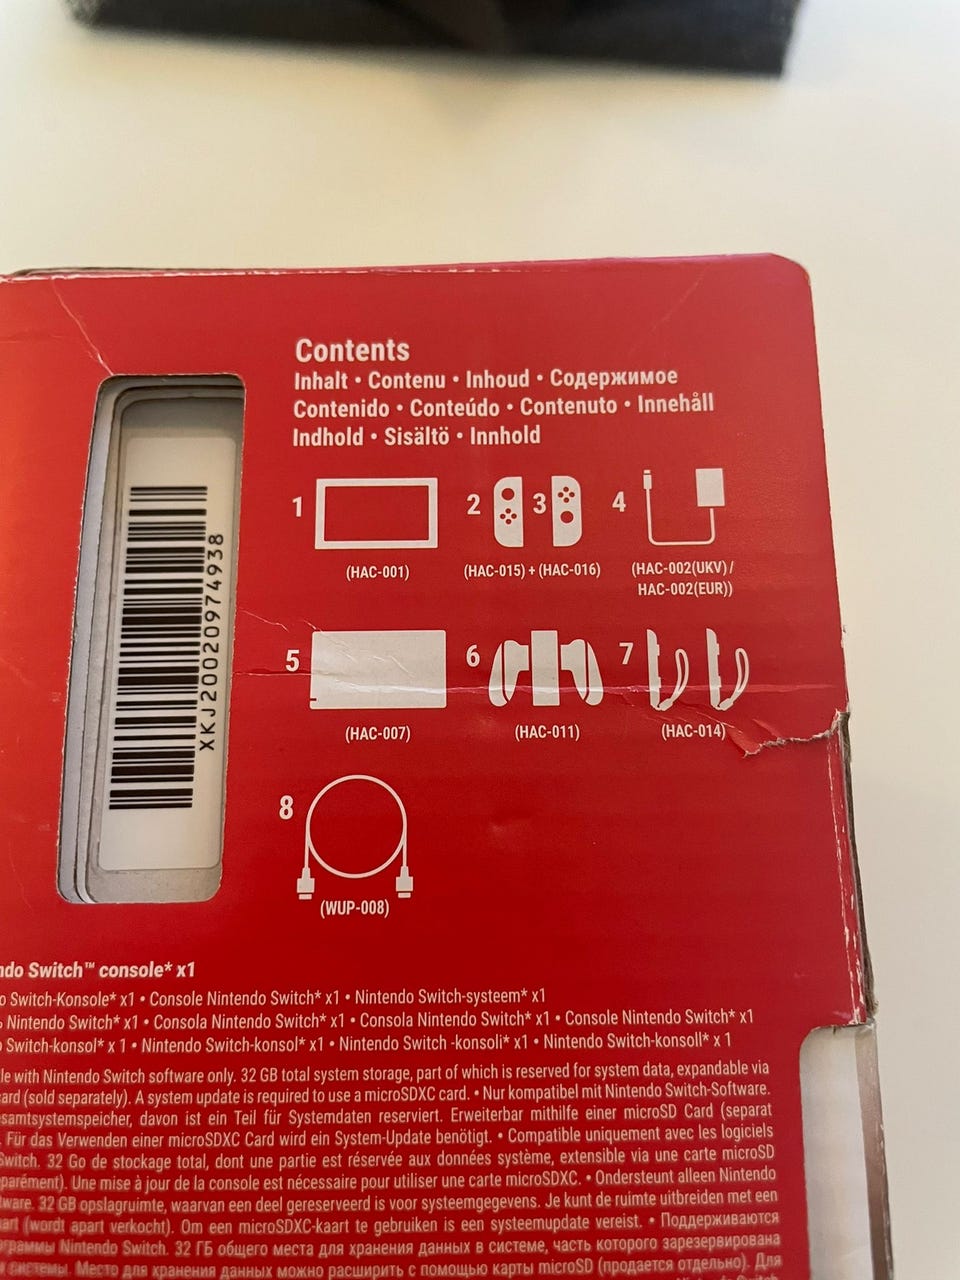 Contents
Inhalt • Contenu • Inhoud • Содержимое
Contenido • Conteúdo • Contenuto • Innehåll
Indhold • Sisältö • Innhold
1
2
3
4
(HAC-001)
(HAC-015) + (HAC-016)
(HAC-002(UKV) /
HAC-002(EUR))
5
6
7
(HAC-007)
(HAC-011)
(HAC-014)
8
(WUP-008)
XKJ20020974938
ndo Switch™ console* x1
o Switch-Konsole* x1 • Console Nintendo Switch* x1 • Nintendo Switch-systeem* x1
Nintendo Switch* x1 • Consola Nintendo Switch* x1 • Consola Nintendo Switch* x1 • Console Nintendo Switch* x1
Switch-konsol* x 1 • Nintendo Switch-konsol* x1 • Nintendo Switch -konsoli* x1 • Nintendo Switch-konsoll* x 1
le with Nintendo Switch software only. 32 GB total system storage, part of which is reserved for system data, expandable via
ard (sold separately). A system update is required to use a microSDXC card. • Nur kompatibel mit Nintendo Switch-Software.
samtsystemspeicher, davon ist ein Teil für Systemdaten reserviert. Erweiterbar mithilfe einer microSD Card (separat
. Für das Verwenden einer microSDXC Card wird ein System-Update benötigt. • Compatible uniquement avec les logiciels
Switch. 32 Go de stockage total, dont une partie est réservée aux données système, extensible via une carte microSD
parément). Une mise à jour de la console est nécessaire pour utiliser une carte microSDXC. • Ondersteunt alleen Nintendo
ware. 32 GB opslagruimte, waarvan een deel gereserveerd is voor systeemgegevens. Je kunt de ruimte uitbreiden met een
art (wordt apart verkocht). Om een microSDXC-kaart te gebruiken is een systeemupdate vereist. • Поддерживаются
ограммы Nintendo Switch. 32 ГБ общего места для хранения данных в системе, часть которого зарезервирована
системы. Место для хранения данных можно расширить с помощью карты microSD (продается отдельно). Для